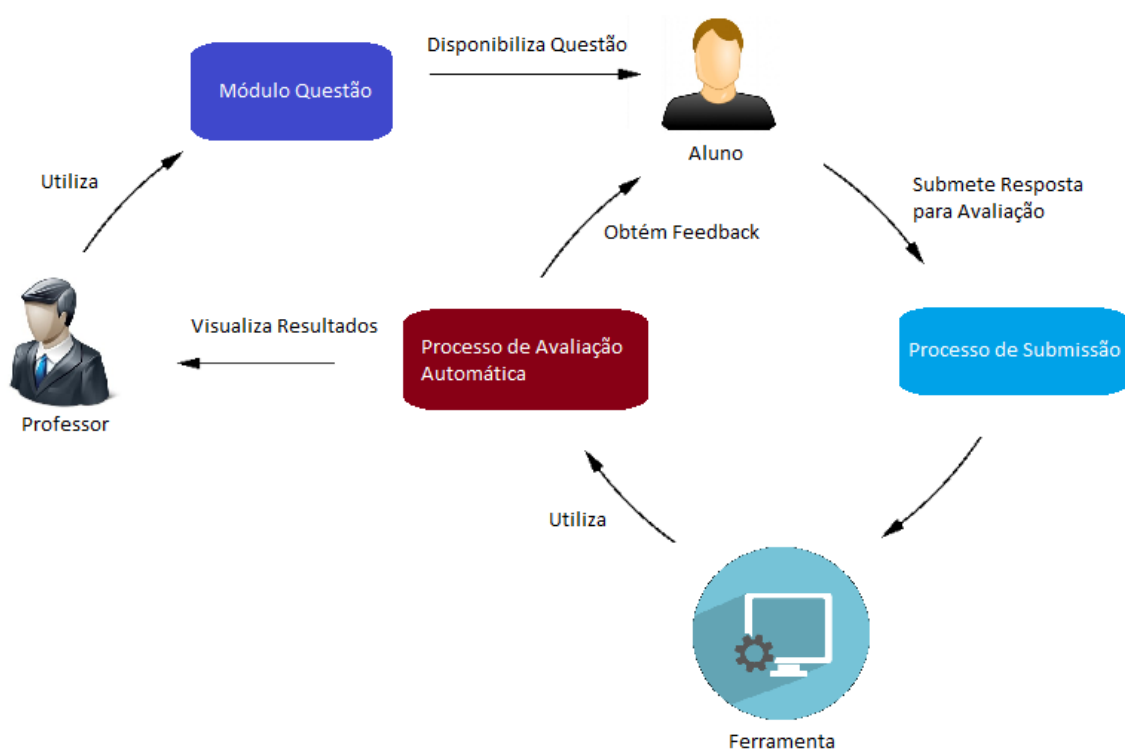 Disponibiliza Questão
Módulo Questão
Aluno
Utiliza
Submete Resposta
para Avaliação
Obtém Feedback
Visualiza Resultados
Processo de Avaliação
Automática
Processo de Submissão
Professor
Utiliza
Ferramenta